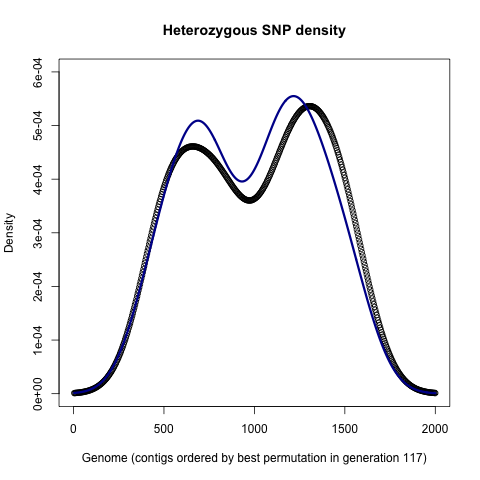 Heterozygous SNP density
6e-04
5e-04
4e-04
3e-04
2e-04
1e-04
0e+00
Density
0 500 1000 1500 2000
Genome (contigs ordered by best permutation in generation 117)